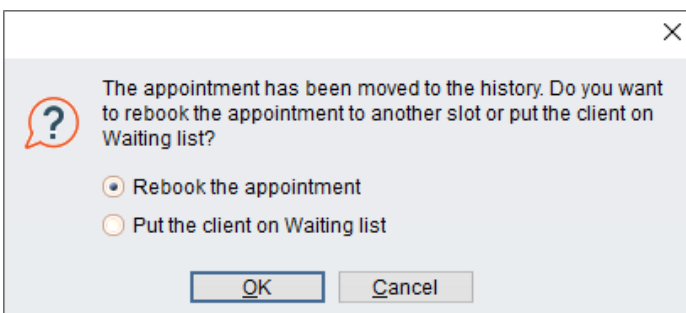 The appointment has been moved to the history. Do you want
to rebook the appointment to another slot or put the client on
Waiting list?
Rebook the appointment
Put the client on Waiting list
OK
Cancel